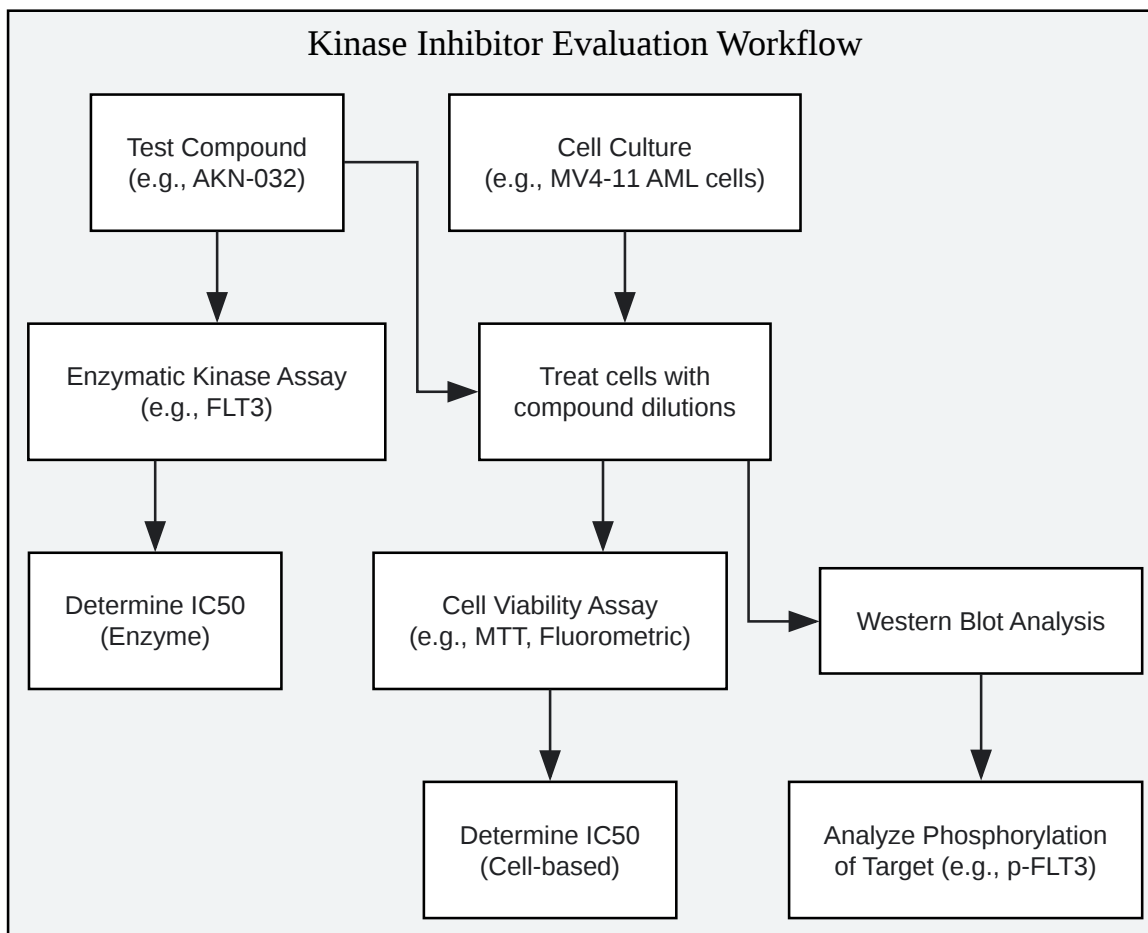 Kinase Inhibitor Evaluation Workflow
Test Compound
(e.g., AKN-032)
Cell Culture
(e.g., MV4-11 AML cells)
Enzymatic Kinase Assay
(e.g., FLT3)
Treat cells with
compound dilutions
Determine IC50
(Enzyme)
Cell Viability Assay
(e.g., MTT, Fluorometric)
Western Blot Analysis
Determine IC50
(Cell-based)
Analyze Phosphorylation
of Target (e.g., p-FLT3)